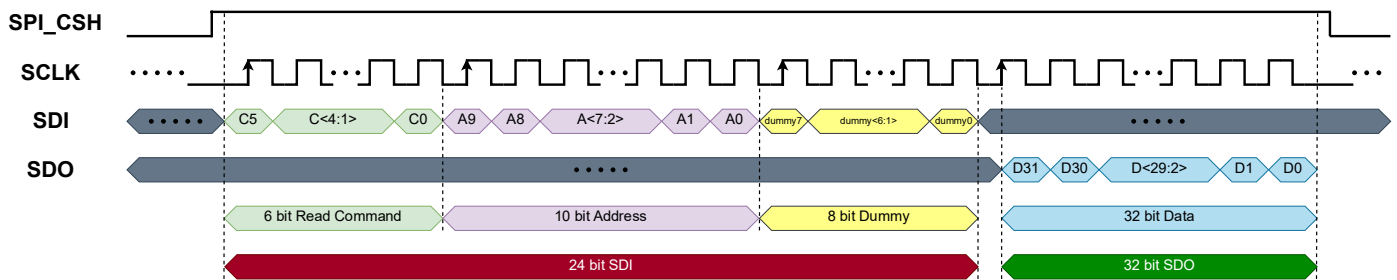 SPI_CSH
SCLK ····· ··· ··· ··· ··· ···
SDI ····· C5 C<4:1> C0 A9 A8 A<7:2> A1 A0 dummy7 dummy<6:1> dummy0 ·····
SDO ····· D31 D30 D<29:2> D1 D0
6 bit Read Command 10 bit Address 8 bit Dummy 32 bit Data
24 bit SDI 32 bit SDO